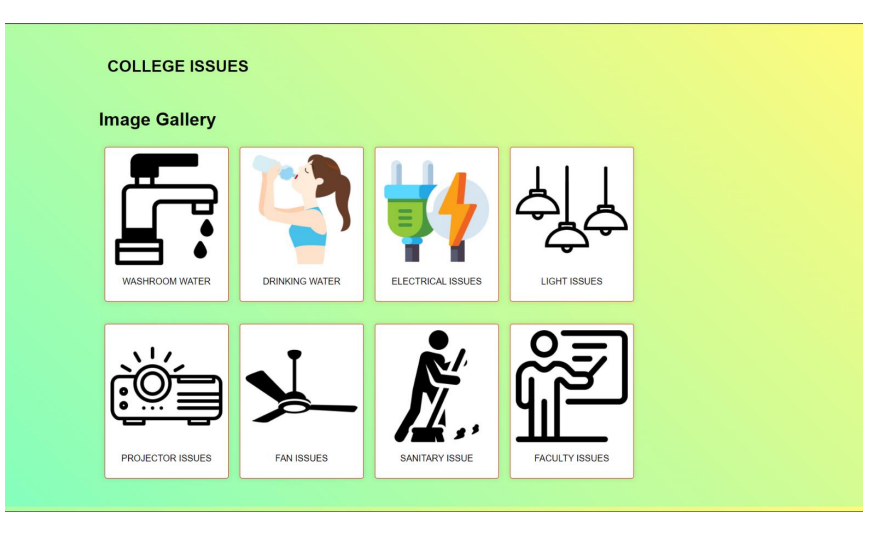 COLLEGE ISSUES
Image Gallery
WASHROOM WATER
DRINKING WATER
ELECTRICAL ISSUES
LIGHT ISSUES
PROJECTOR ISSUES
FAN ISSUES
SANITARY ISSUE
FACULTY ISSUES